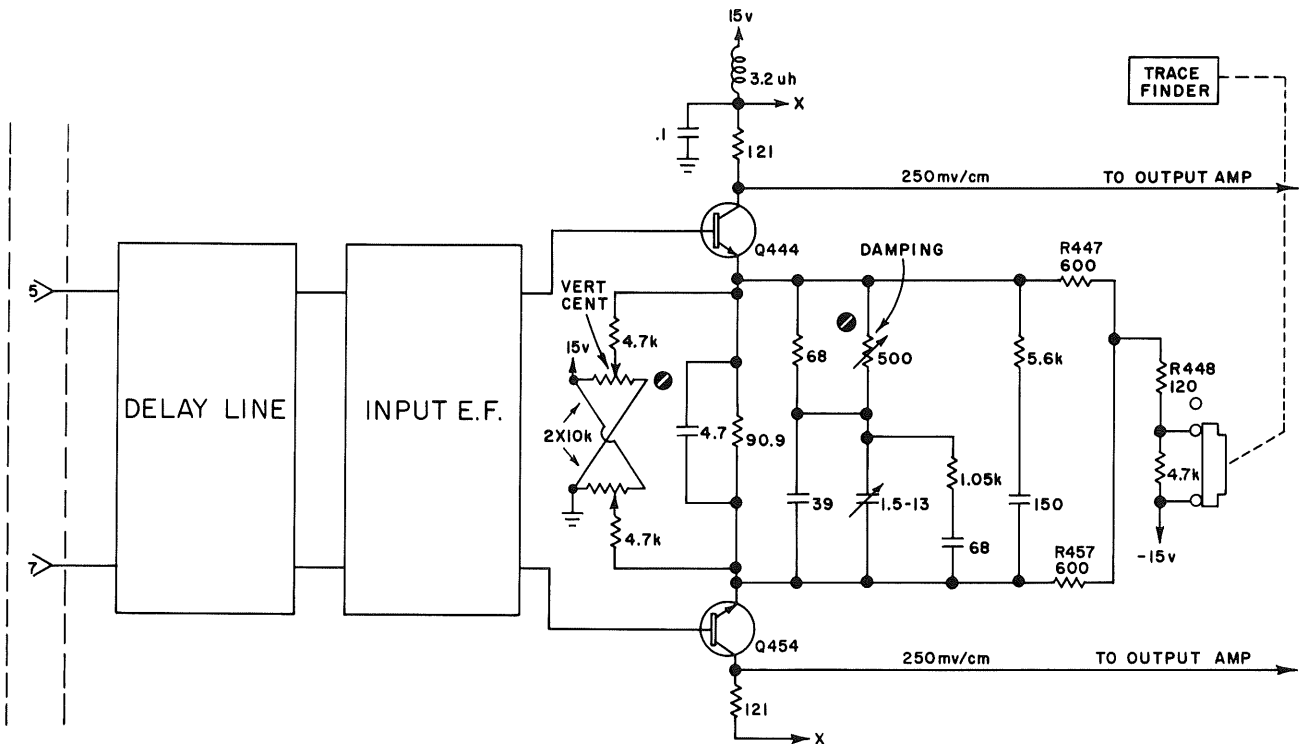 15v
3.2 uh
X
.1
121
TRACE
FINDER
250mv/cm
TO OUTPUT AMP
Q444
DAMPING
R447
600
5
VERT
CENT
4.7k
15v
68
500
5.6k
R448
120
DELAY LINE
INPUT E.F.
2X10k
4.7
90.9
1.05k
4.7k
39
1.5-13
150
4.7k
68
-15v
7
R457
600
Q454
250mv/cm
TO OUTPUT AMP
121
X